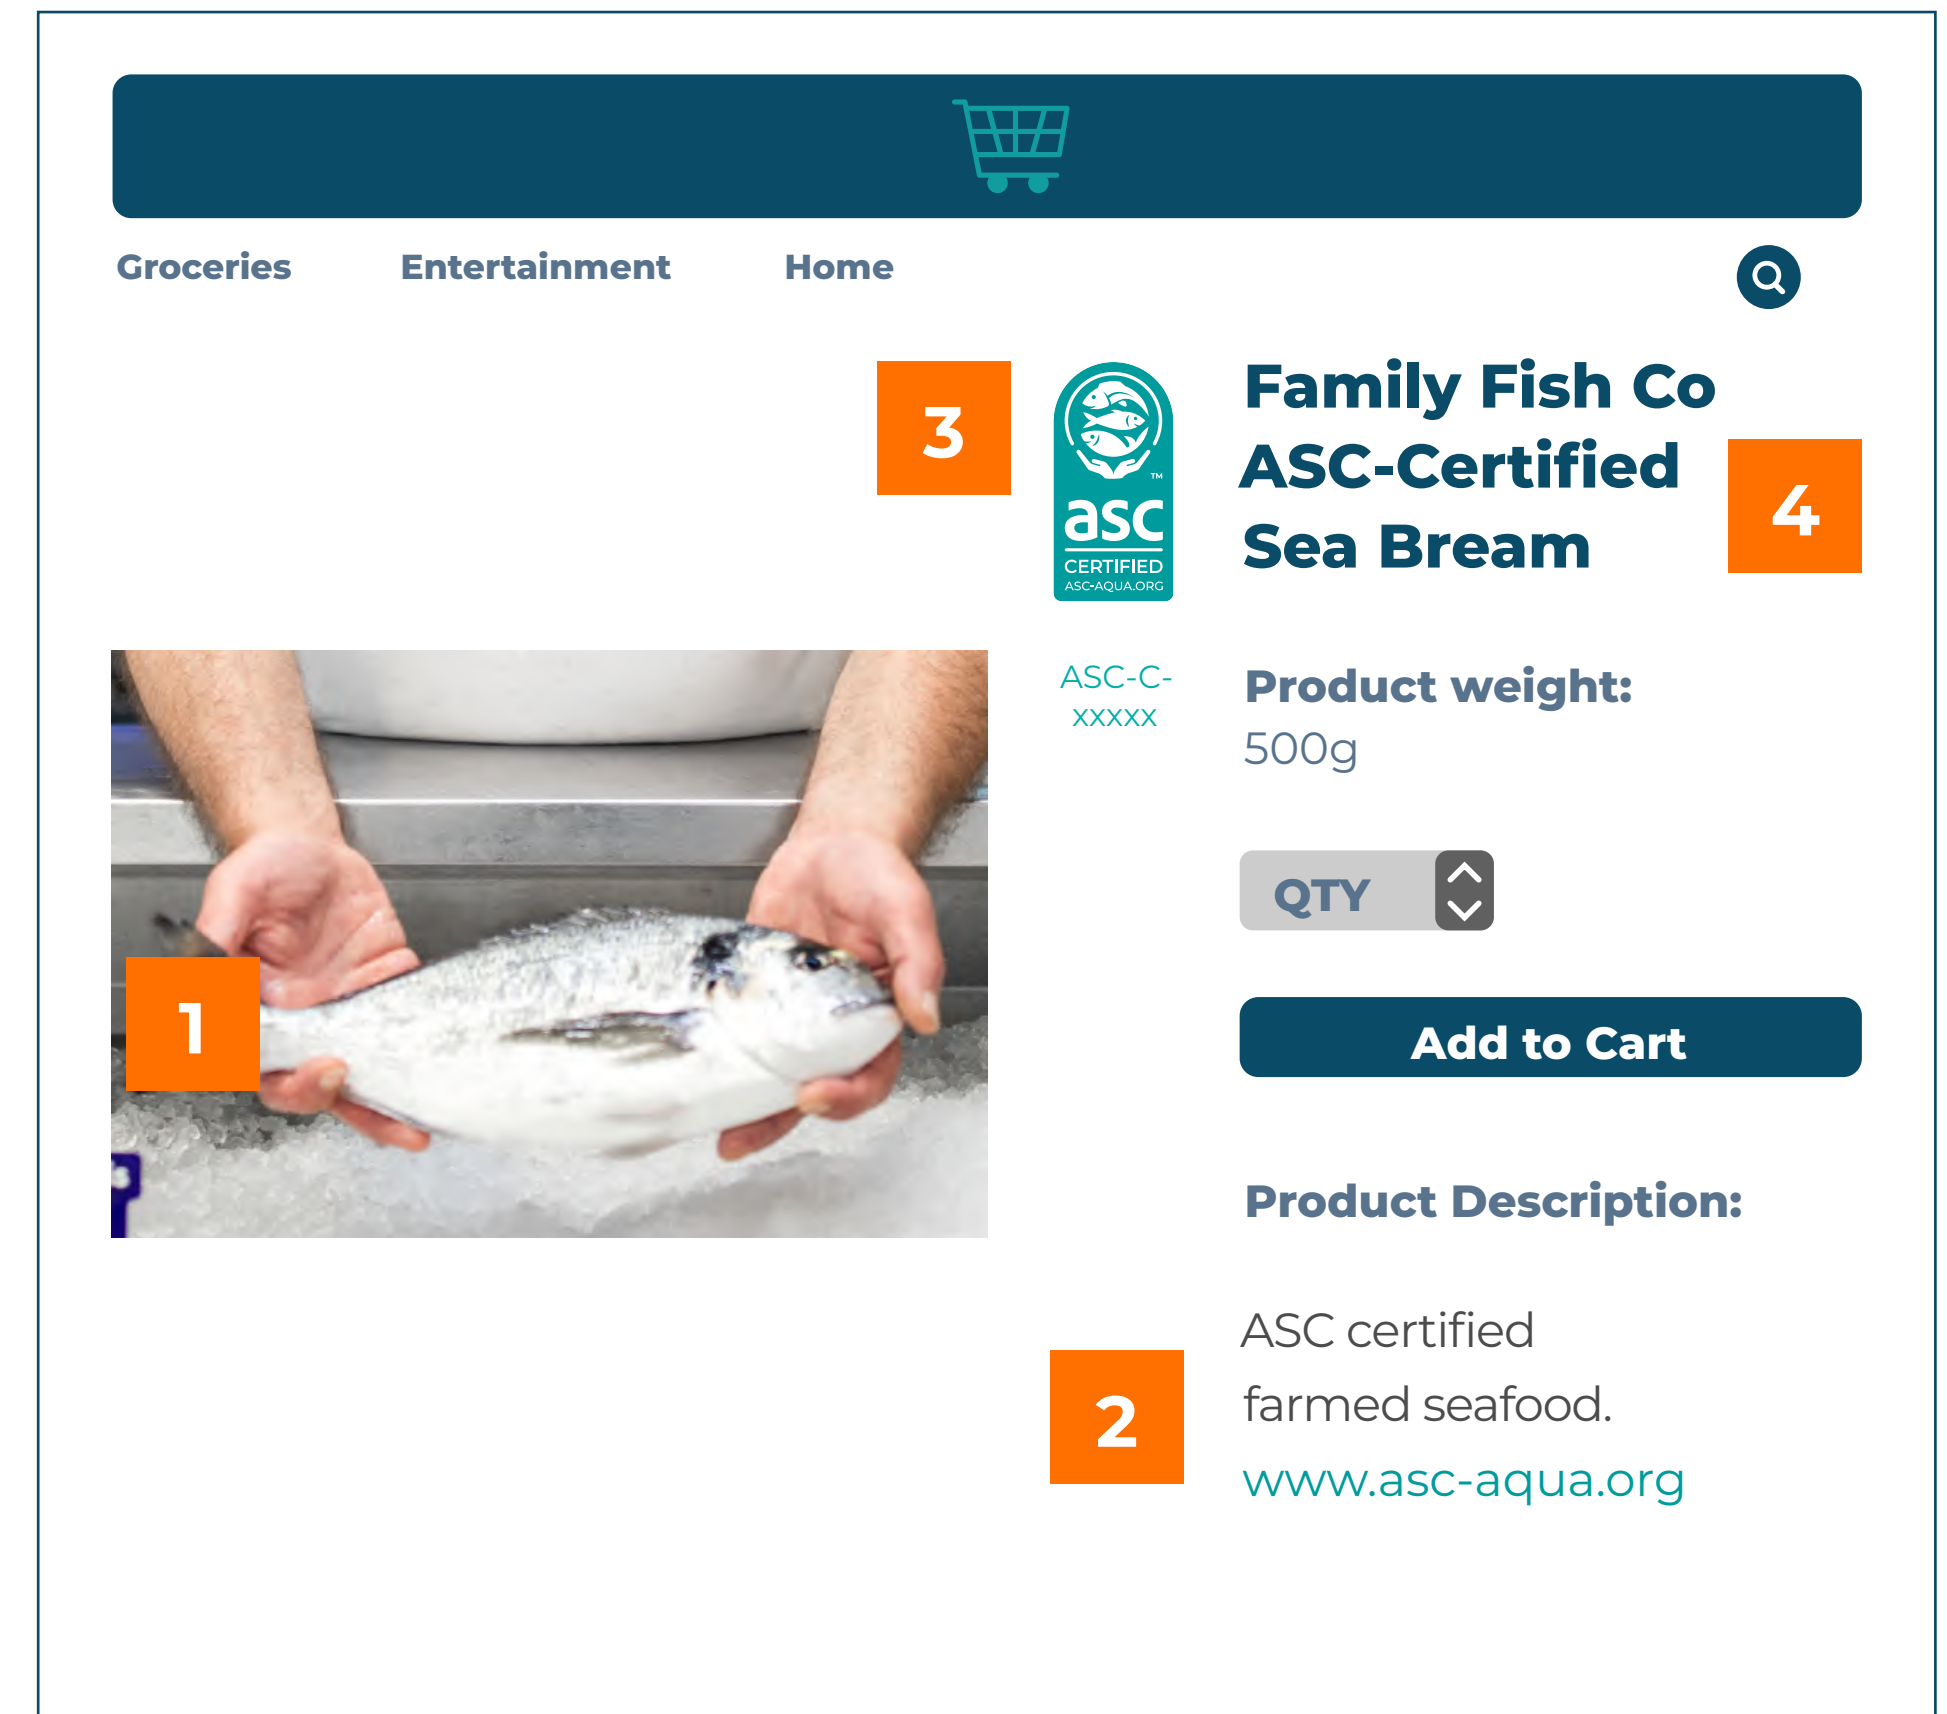 Groceries Entertainment Home
3
asc
CERTIFIED
ASC-AQUA.ORG
TM
Family Fish Co
ASC-Certified
Sea Bream
4
ASC-C-
xxxxx
Product weight:
500g
QTY
Add to Cart
1
Product Description:
2
ASC certified
farmed seafood.
www.asc-aqua.org